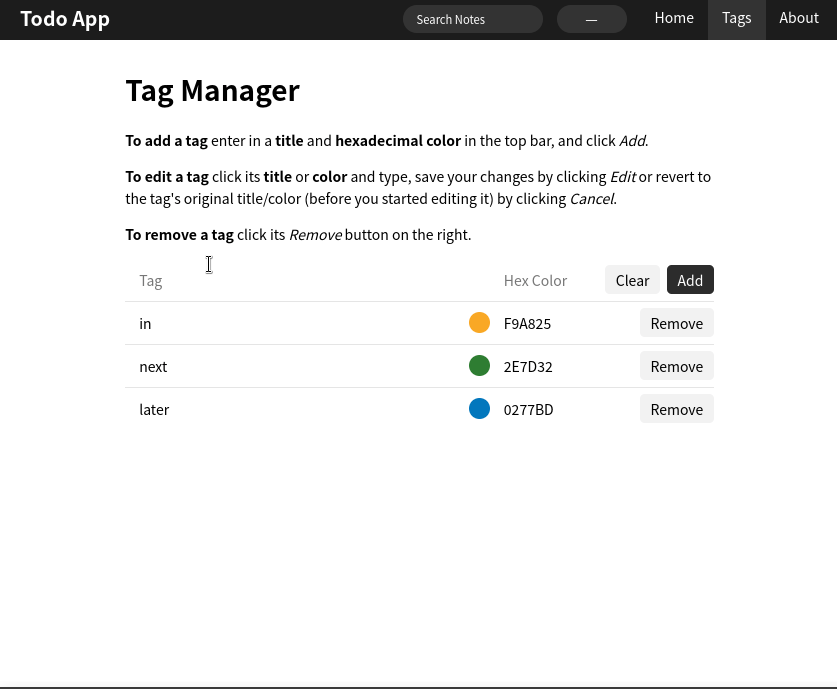 Todo App
Search Notes
—
Home
Tags
About
Tag Manager
To add a tag enter in a title and hexadecimal color in the top bar, and click Add.
To edit a tag click its title or color and type, save your changes by clicking Edit or revert to
the tag's original title/color (before you started editing it) by clicking Cancel.
To remove a tag click its Remove button on the right.
Tag
Hex Color
Clear
Add
in
F9A825
Remove
next
2E7D32
Remove
later
0277BD
Remove